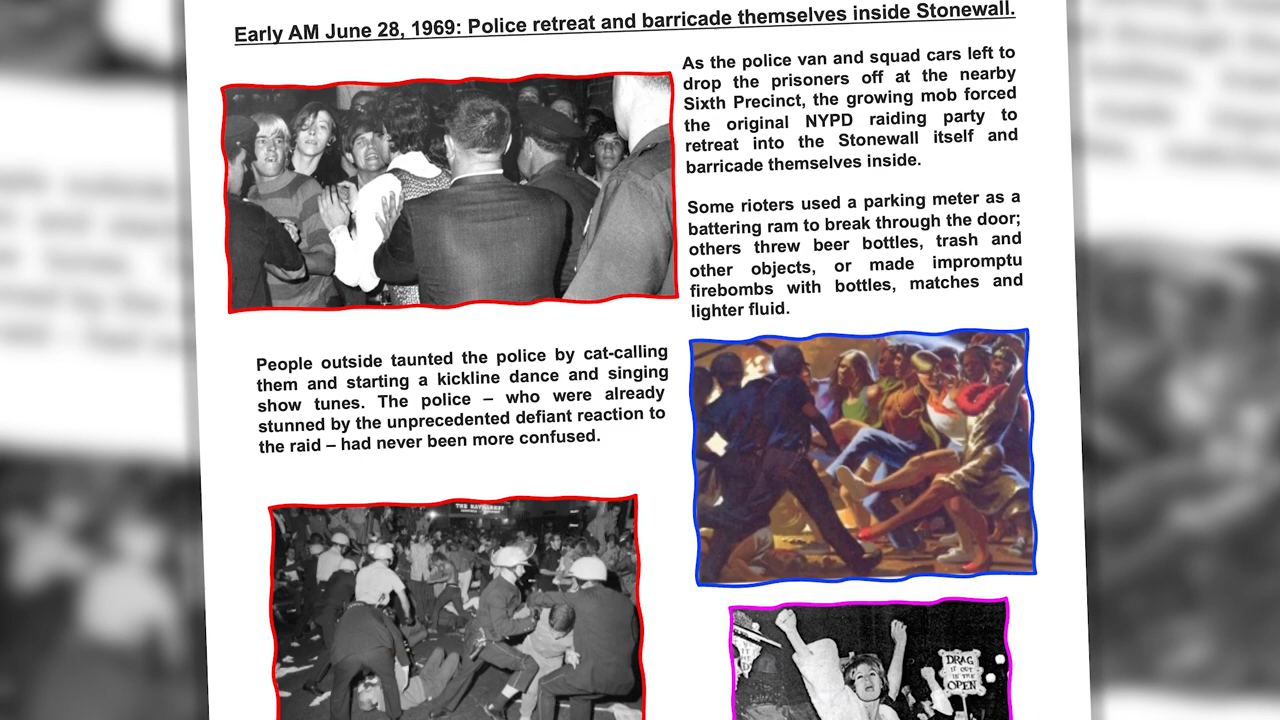 Early AM June 28, 1969: Police retreat and barricade themselves inside Stonewall.
As the police van and squad cars left to
drop the prisoners off at the nearby
Sixth Precinct, the growing mob forced
the original NYPD raiding party to
retreat into the Stonewall itself and
barricade themselves inside.
Some rioters used a parking meter as a
battering ram to break through the door;
others threw beer bottles, trash and
other objects, or made impromptu
firebombs with bottles, matches and
lighter fluid.
People outside taunted the police by cat-calling
them and starting a kickline dance and singing
show tunes. The police – who were already
stunned by the unprecedented defiant reaction to
the raid – had never been more confused.
THE HAYMARKET
DRAG
IT OUT
IN THE
OPEN